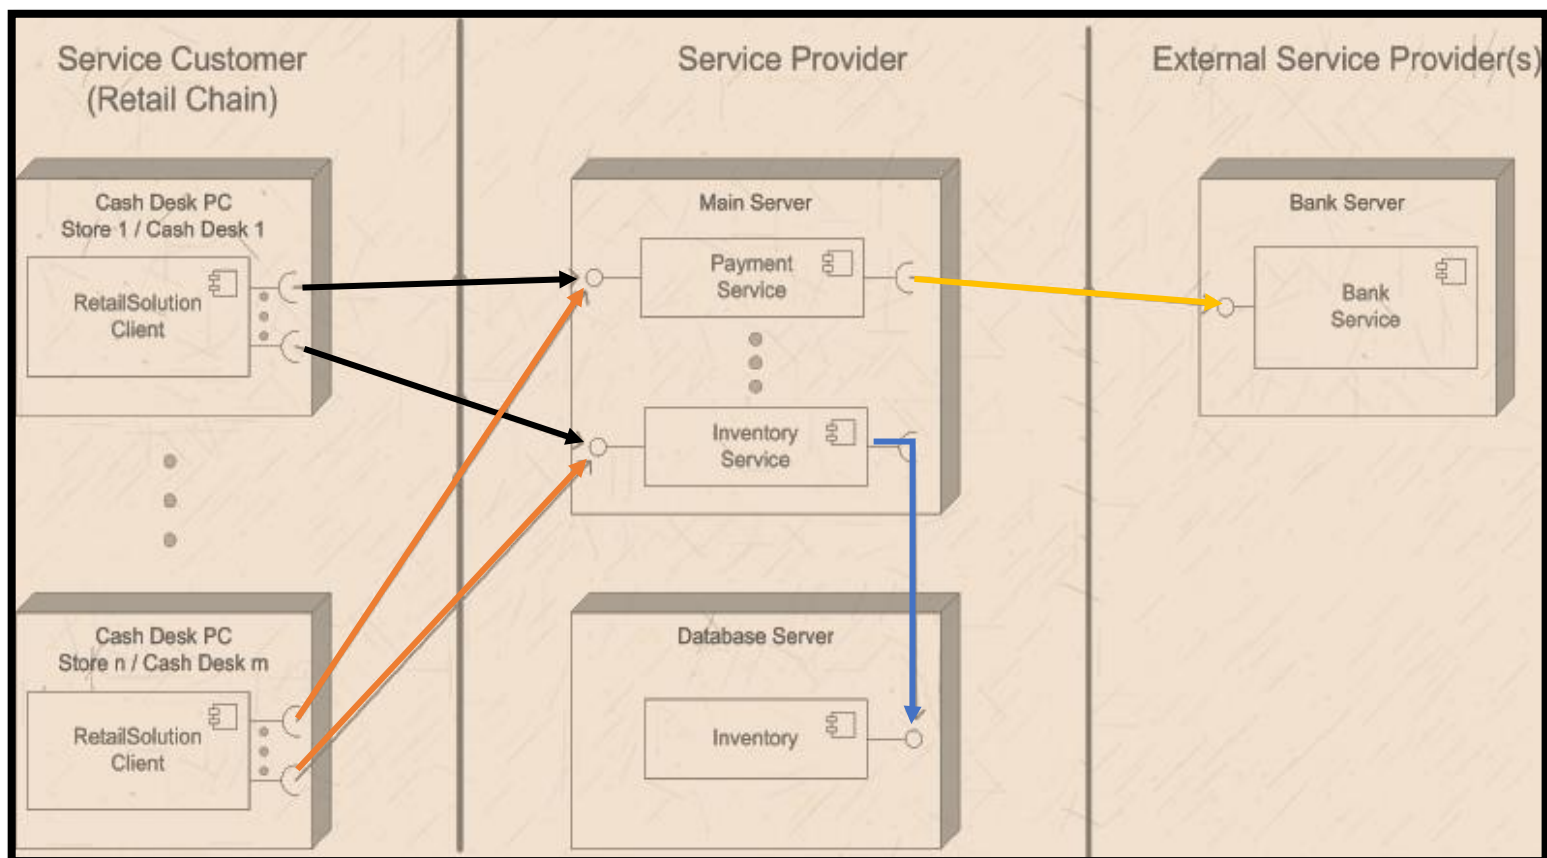 Service Customer
(Retail Chain)
Service Provider
External Service Provider(s)
Cash Desk PC
Store 1 / Cash Desk 1
RetailSolution
Client
Main Server
Payment
Service
Inventory
Service
Bank Server
Bank
Service
Cash Desk PC
Store n / Cash Desk m
RetailSolution
Client
Database Server
Inventory